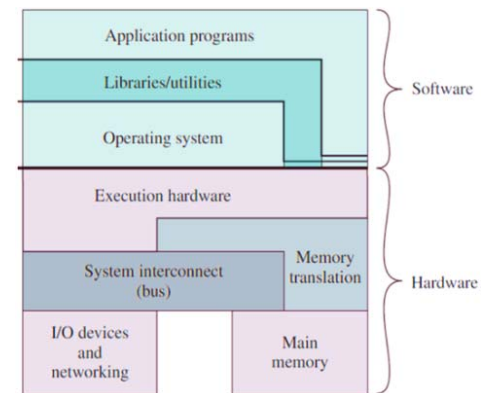 Application programs
Libraries/utilities
Software
Operating system
Execution hardware
Memory
translation
System interconnect
(bus)
Hardware
I/O devices
and
networking
Main
memory